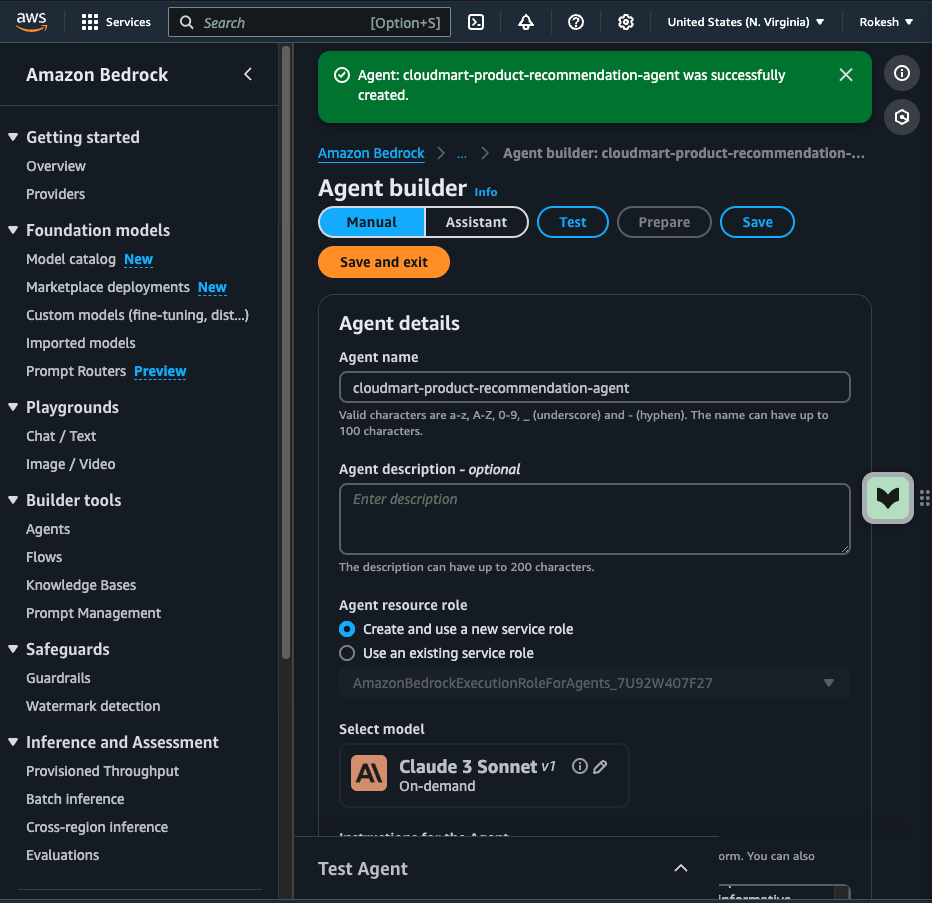 aws
Services
Search
[Option+S]
United States (N. Virginia)
Rokesh
Amazon Bedrock
Getting started
Overview
Providers
Foundation models
Model catalog New
Marketplace deployments New
Custom models (fine-tuning, dist...)
Imported models
Prompt Routers Preview
Playgrounds
Chat / Text
Image / Video
Builder tools
Agents
Flows
Knowledge Bases
Prompt Management
Safeguards
Guardrails
Watermark detection
Inference and Assessment
Provisioned Throughput
Batch inference
Cross-region inference
Evaluations
Agent: cloudmart-product-recommendation-agent was successfully
created.
Amazon Bedrock
...
Agent builder: cloudmart-product-recommendation-...
Agent builder Info
Manual
Assistant
Test
Prepare
Save
Save and exit
Agent details
Agent name
cloudmart-product-recommendation-agent
Valid characters are a-z, A-Z, 0-9, _ (underscore) and - (hyphen). The name can have up to
100 characters.
Agent description - optional
Enter description
The description can have up to 200 characters.
Agent resource role
Create and use a new service role
Use an existing service role
AmazonBedrockExecutionRoleForAgents_7U92W407F27
Select model
Claude 3 Sonnet v1
On-demand
Instructions for the Agent
orm. You can also
informative
Test Agent